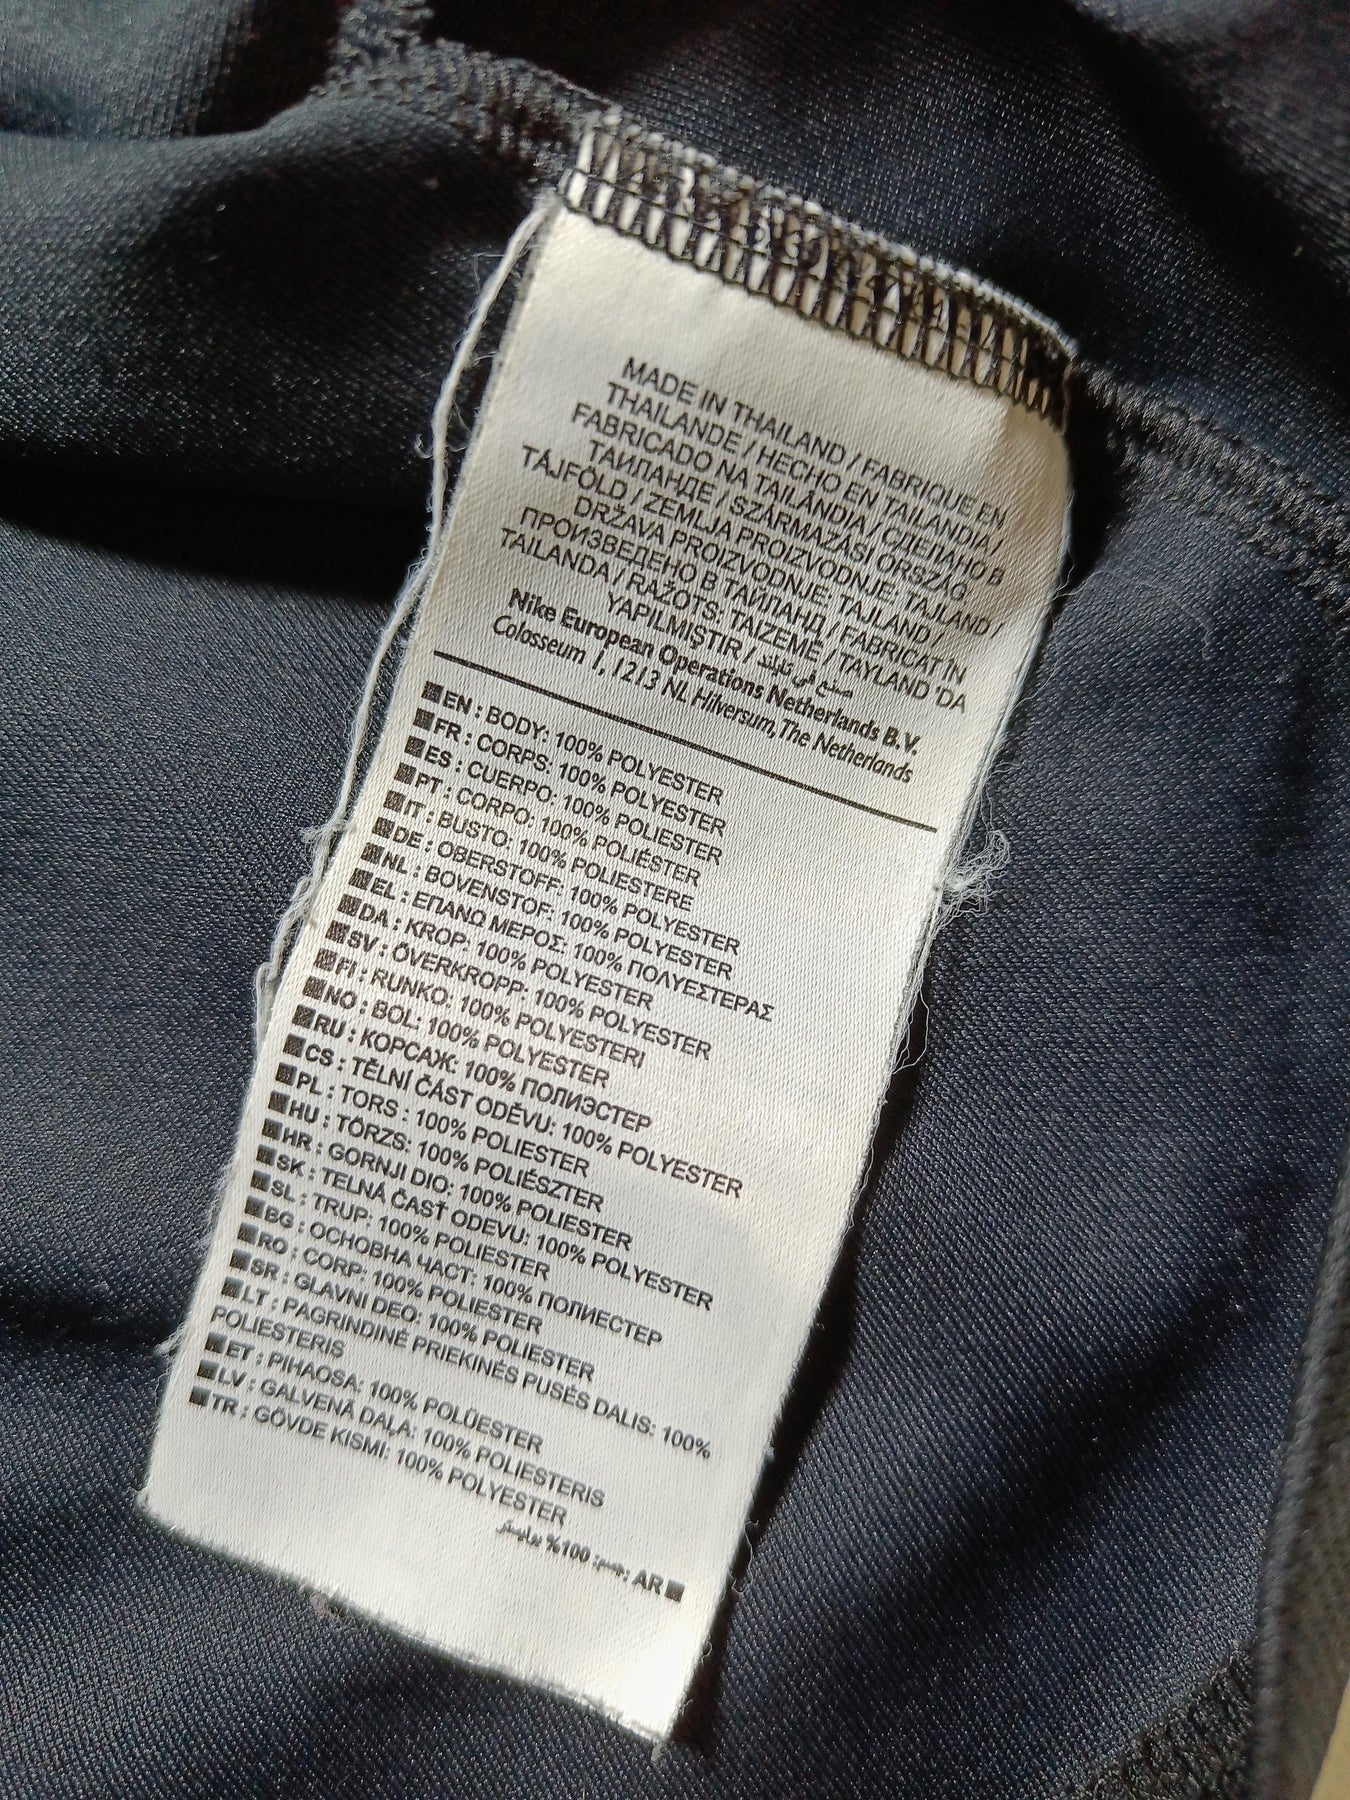 MADE IN THAILAND / FABRIQUE EN
THAILANDE / HECHO EN TAILANDIA /
FABRICADO NA TAILÂNDIA / СДЕЛАНО В
ТАИЛАНДЕ / SZÁRMAZÁSI ORSZÁG:
TÁJFÖLD / ZEMLJA PROIZVODNJE: TAJLAND /
DRŽAVA PROIZVODNJE: TAJLAND /
ПРОИЗВЕДЕНО В ТАЙЛАНД / FABRICAT ÎN
TAILANDA / RAŽOTS: TAIZEMĒ / TAYLAND 'DA
YAPILMIŞTIR / صنع في تايلند
Nike European Operations Netherlands B.V.
Colosseum 1, 1213 NL Hilversum, The Netherlands
EN : BODY: 100% POLYESTER
FR : CORPS: 100% POLYESTER
ES : CUERPO: 100% POLIÉSTER
PT : CORPO: 100% POLIÉSTER
IT : BUSTO: 100% POLIESTERE
DE : OBERSTOFF: 100% POLYESTER
NL : BOVENSTOF: 100% POLYESTER
EL : ΕΠΑΝΩ ΜΕΡΟΣ: 100% ΠΟΛΥΕΣΤΕΡΑΣ
DA : KROP: 100% POLYESTER
SV : ÖVERKROPP: 100% POLYESTER
FI : RUNKO: 100% POLYESTERI
NO : BOL: 100% POLYESTER
RU : КОРСАЖ: 100% ПОЛИЭСТЕР
CS : TĚLNÍ ČÁST ODĚVU: 100% POLYESTER
PL : TORS : 100% POLIESTER
HU : TÖRZS: 100% POLIÉSZTER
HR : GORNJI DIO: 100% POLIESTER
SK : TELNÁ ČASŤ ODEVU: 100% POLYESTER
SL : TRUP: 100% POLIESTER
BG : ОСНОВНА ЧАСТ: 100% ПОЛИЕСТЕР
RO : CORP: 100% POLIESTER
SR : GLAVNI DEO: 100% POLIESTER
LT : PAGRINDINĖ PRIEKINĖS PUSĖS DALIS: 100%
POLIESTERIS
ET : PIHAOSA: 100% POLÜESTER
LV : GALVENĀ DAĻA: 100% POLIESTERIS
TR : GÖVDE KISMI: 100% POLYESTER
AR : جسم: 100% بوليستر